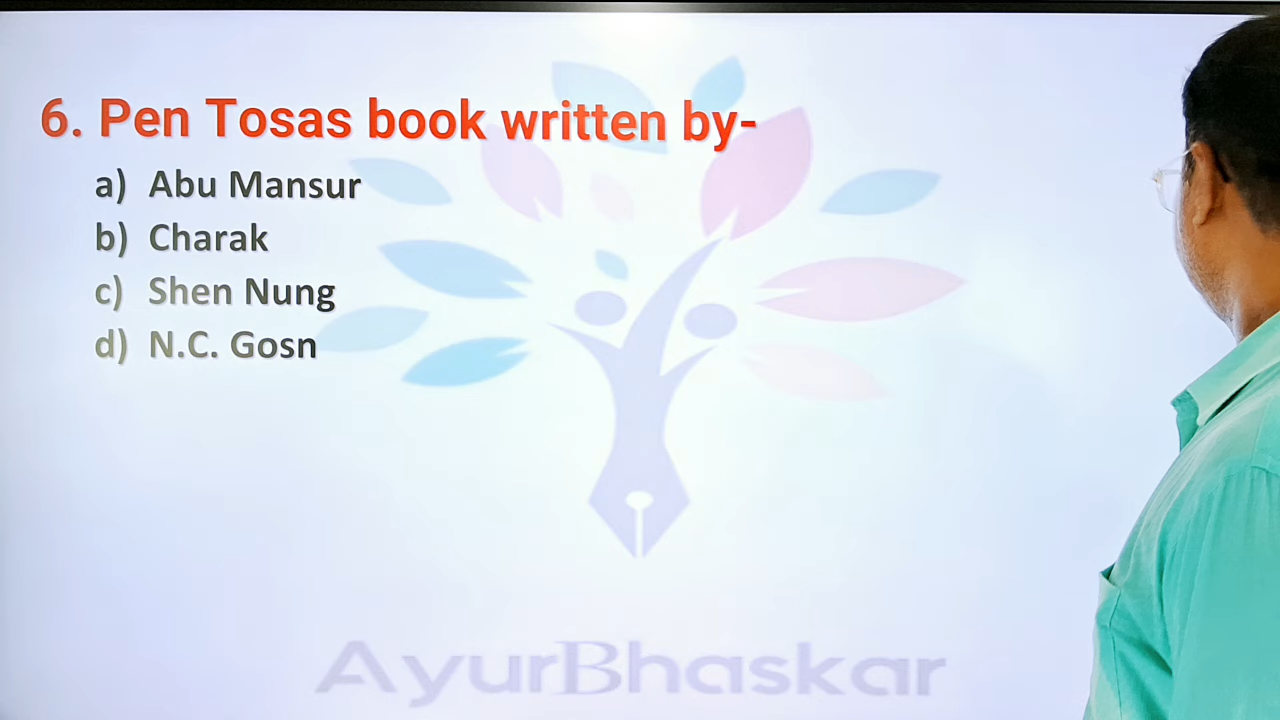 6. Pen Tosas book written by-
a) Abu Mansur
b) Charak
c) Shen Nung
d) N.C. Gosn
AyurBhaskar